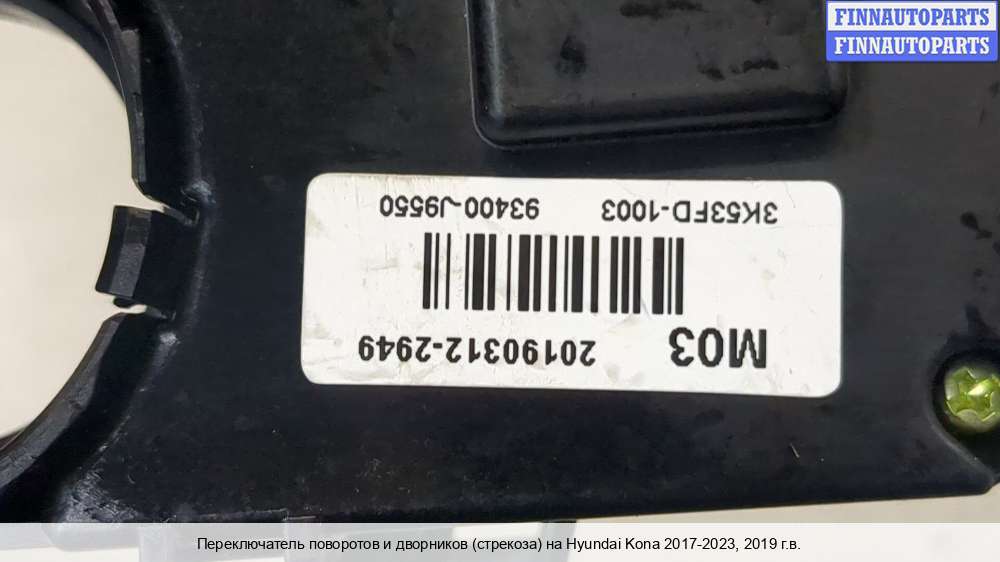 FINNAUTOPARTS
FINNAUTOPARTS
M03 20190312-2949
3K53FD-1003 93400-J9550
Переключатель поворотов и дворников (стрекоза) на Hyundai Kona 2017-2023, 2019 г.в.